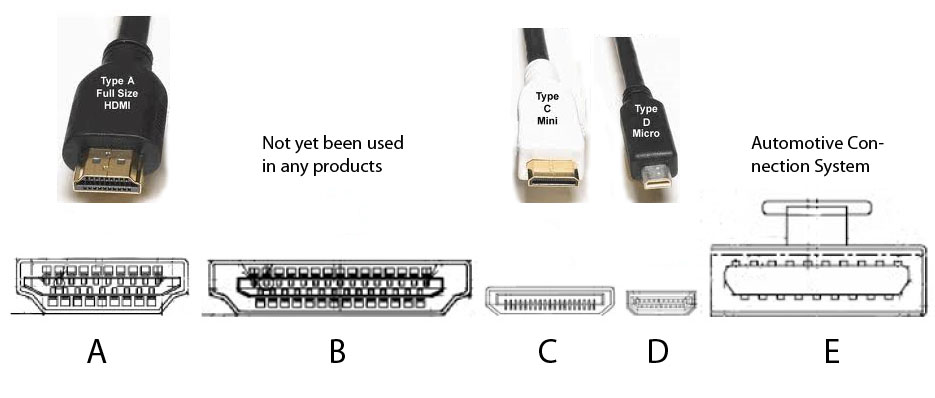 Type A
Full Size
HDMI
Not yet been used
in any products
Type
C
Mini
Type
D
Micro
Automotive Con-
nection System
A
B
C
D
E